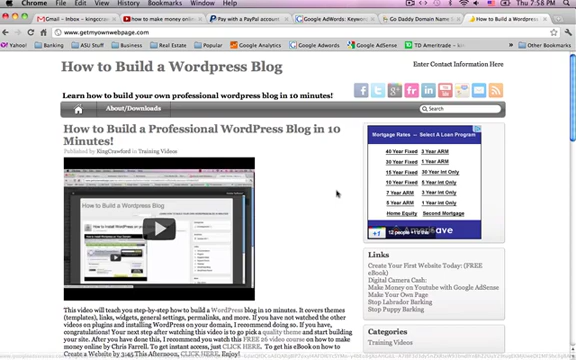 Chrome File Edit View History Bookmarks Window Help
Thu 7:58 PM
Gmail - Inbox - kingcraw
how to make money online
Pay with a PayPal account
Google AdWords: Keyword
Go Daddy Domain Name S
How to Build a Wordpress B
www.getmyownwebpage.com
Yahoo! Banking ASU Stuff Business Real Estate Popular Google Analytics Google Adwords Google AdSense TD Ameritrade Other Bookmarks
How to Build a Wordpress Blog
Enter Contact Information Here
Learn how to build your own professional wordpress blog in 10 minutes!
Home About/Downloads
Search
How to Build a Professional WordPress Blog in 10
Minutes!
Published by KingCrawford in Training Videos
How to Build a Wordpress Blog
Mortgage Rates - Select A Loan Program
40 Year Fixed 3 Year ARM
30 Year Fixed 1 Year ARM
15 Year Fixed 30 Year Int Only
10 Year Fixed 5 Year Int Only
7 Year ARM 3 Year Int Only
5 Year ARM 1 Year Int Only
Home Equity Second Mortgage
+1 12 people +1'd this
Links
Create Your First Website Today: (FREE
eBook)
Digital Camera Cash:
Make Money on Youtube with Google AdSense
Make Your Own Page
Stop Labrador Barking
Stop Puppy Barking
Categories
Training Videos
This video will teach you step-by-step how to build a Wordpress blog in 10 minutes. It covers themes
(templates), links, widgets, general settings, permalinks, and more. If you have not watched the
other videos on plugins and installing WordPress on your domain, I recommend doing so. If you have,
congratulations! Your next step after watching this video is to go pick a quality theme and start building
your site. After you have done this, I recommend you watch this FREE 26 video course on how to make
money online by Chris Farrell. To get instant access, just CLICK HERE. To get his eBook on how to
Create a Website by 3:45 This Afternoon, CLICK HERE. Enjoy!